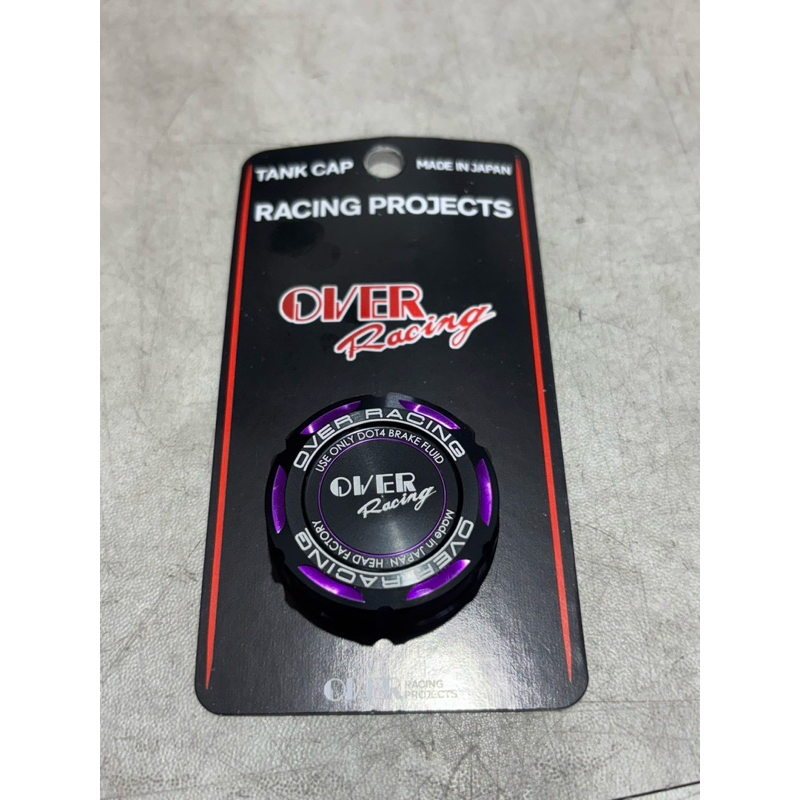 TANK CAP
MADE IN JAPAN
RACING PROJECTS
OVER
Racing
OVER RACING
USE ONLY DOT4 BRAKE FLUID
OVER
Racing
Made in JAPAN HEAD FACTORY
OVER RACING
OVER RACING
PROJECTS